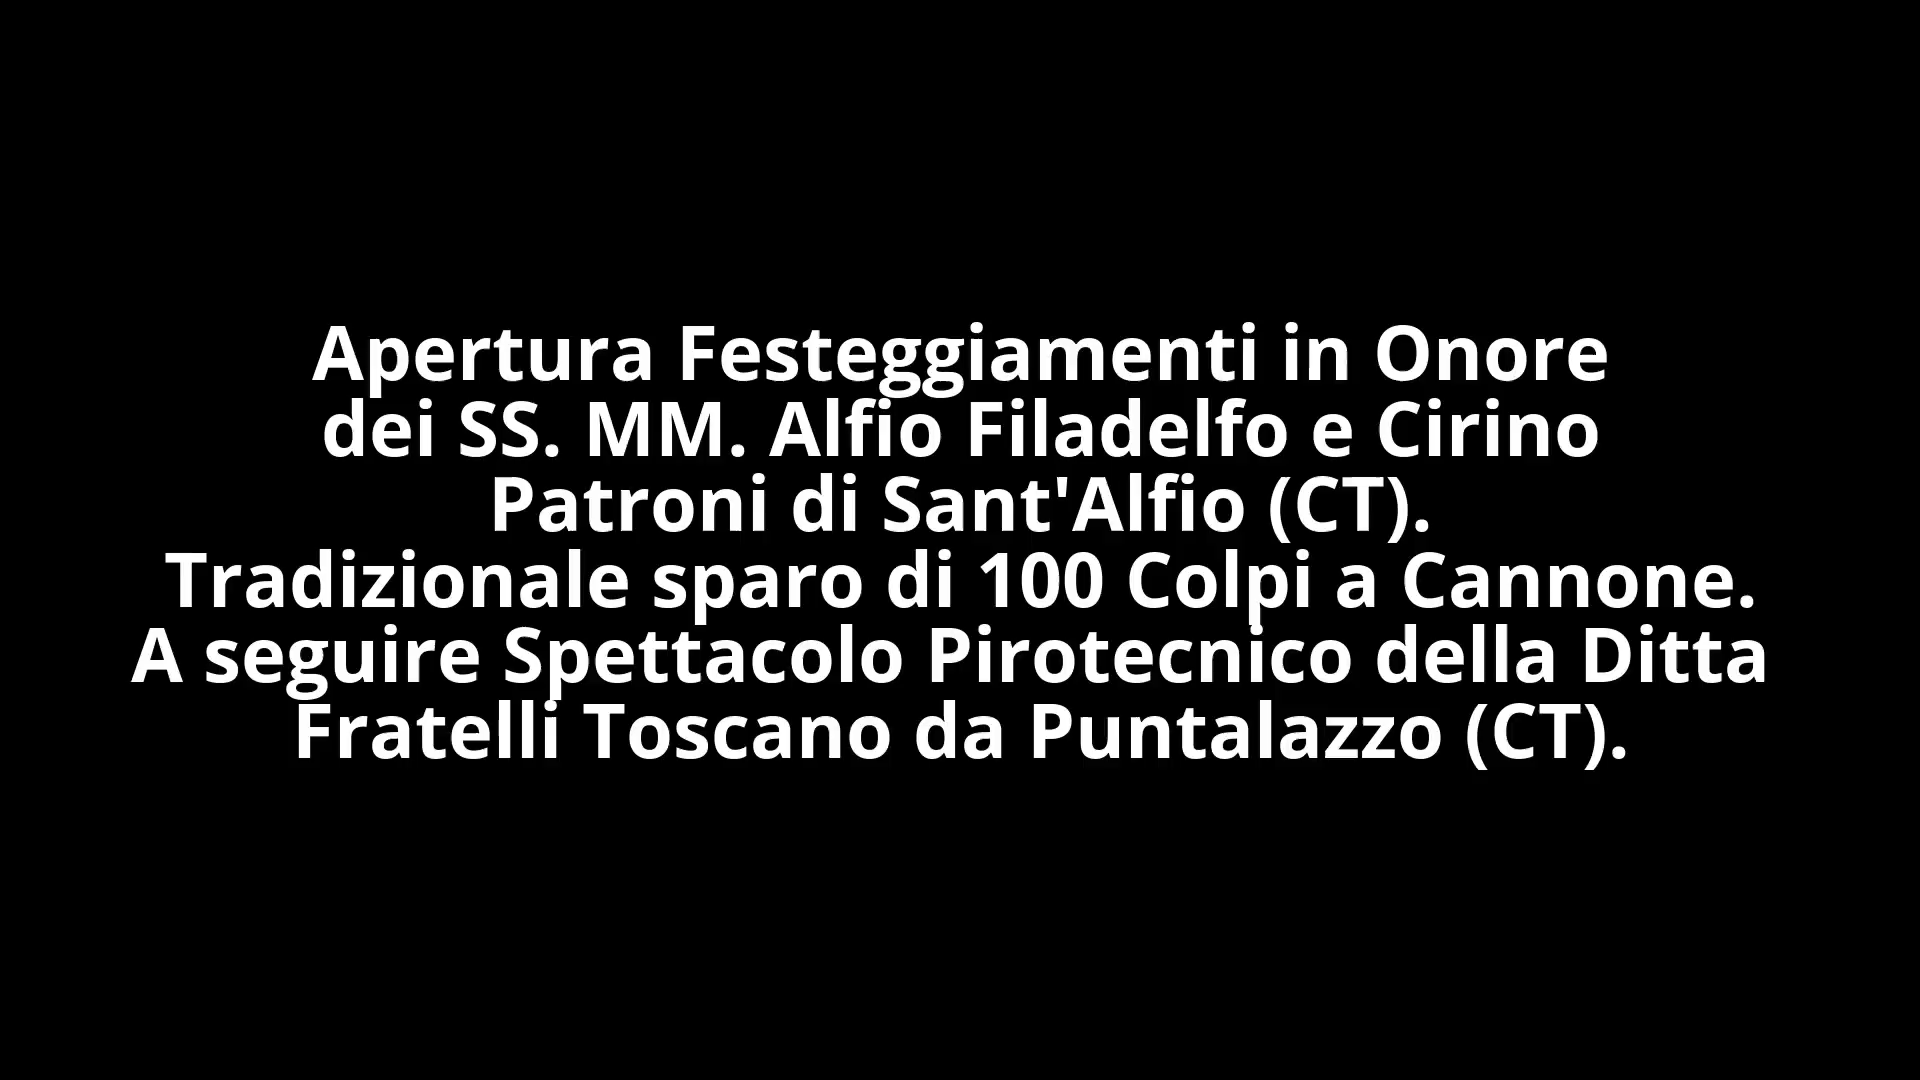 Apertura Festeggiamenti in Onore
dei SS. MM. Alfio Filadelfo e Cirino
Patroni di Sant'Alfio (CT).
Tradizionale sparo di 100 Colpi a Cannone.
A seguire Spettacolo Pirotecnico della Ditta
Fratelli Toscano da Puntalazzo (CT).